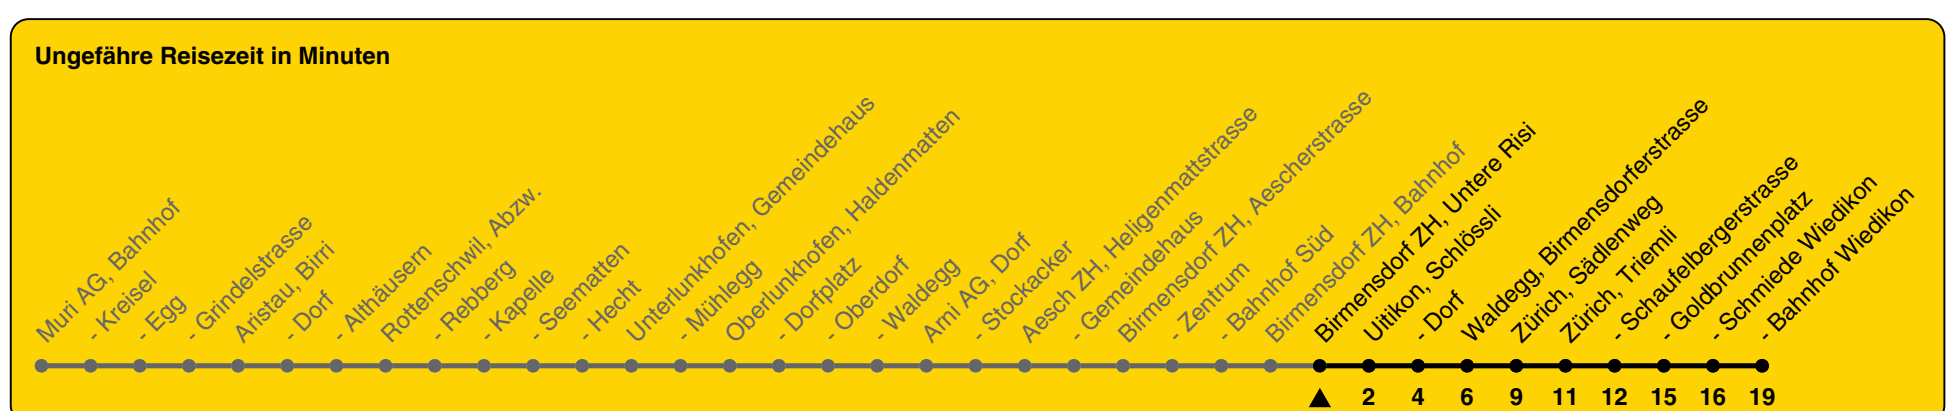 Ungefähre Reisezeit in Minuten
Muri AG, Bahnhof
- Kreisel
- Egg
- Grindelstrasse
Aristau, Birri
- Dorf
- Althäusern
Rottenschwil, Abzw.
- Rebberg
- Kapelle
- Seematten
- Hecht
Unterlunkhofen, Gemeindehaus
- Mühlegg
Oberlunkhofen, Haldenmatten
- Dorfplatz
- Oberdorf
- Waldegg
Arni AG, Dorf
- Stockacker
Aesch ZH, Heligenmattstrasse
- Gemeindehaus
Birmensdorf ZH, Aescherstrasse
- Zentrum
- Bahnhof Süd
Birmensdorf ZH, Bahnhof
Birmensdorf ZH, Untere Risi
Uitikon, Schlössli
- Dorf
Waldegg, Birmensdorferstrasse
Zürich, Sädlenweg
Zürich, Triemli
- Schaufelbergerstrasse
- Goldbrunnenplatz
- Schmiede Wiedikon
- Bahnhof Wiedikon
2 4 6 9 11 12 15 16 19